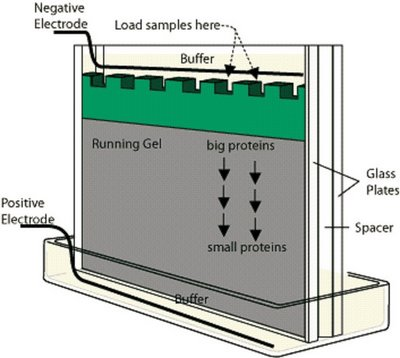 Negative
Electrode
Load samples here
Buffer
Running Gel
big proteins
Glass
Plates
Positive
Electrode
Spacer
small proteins
Buffer